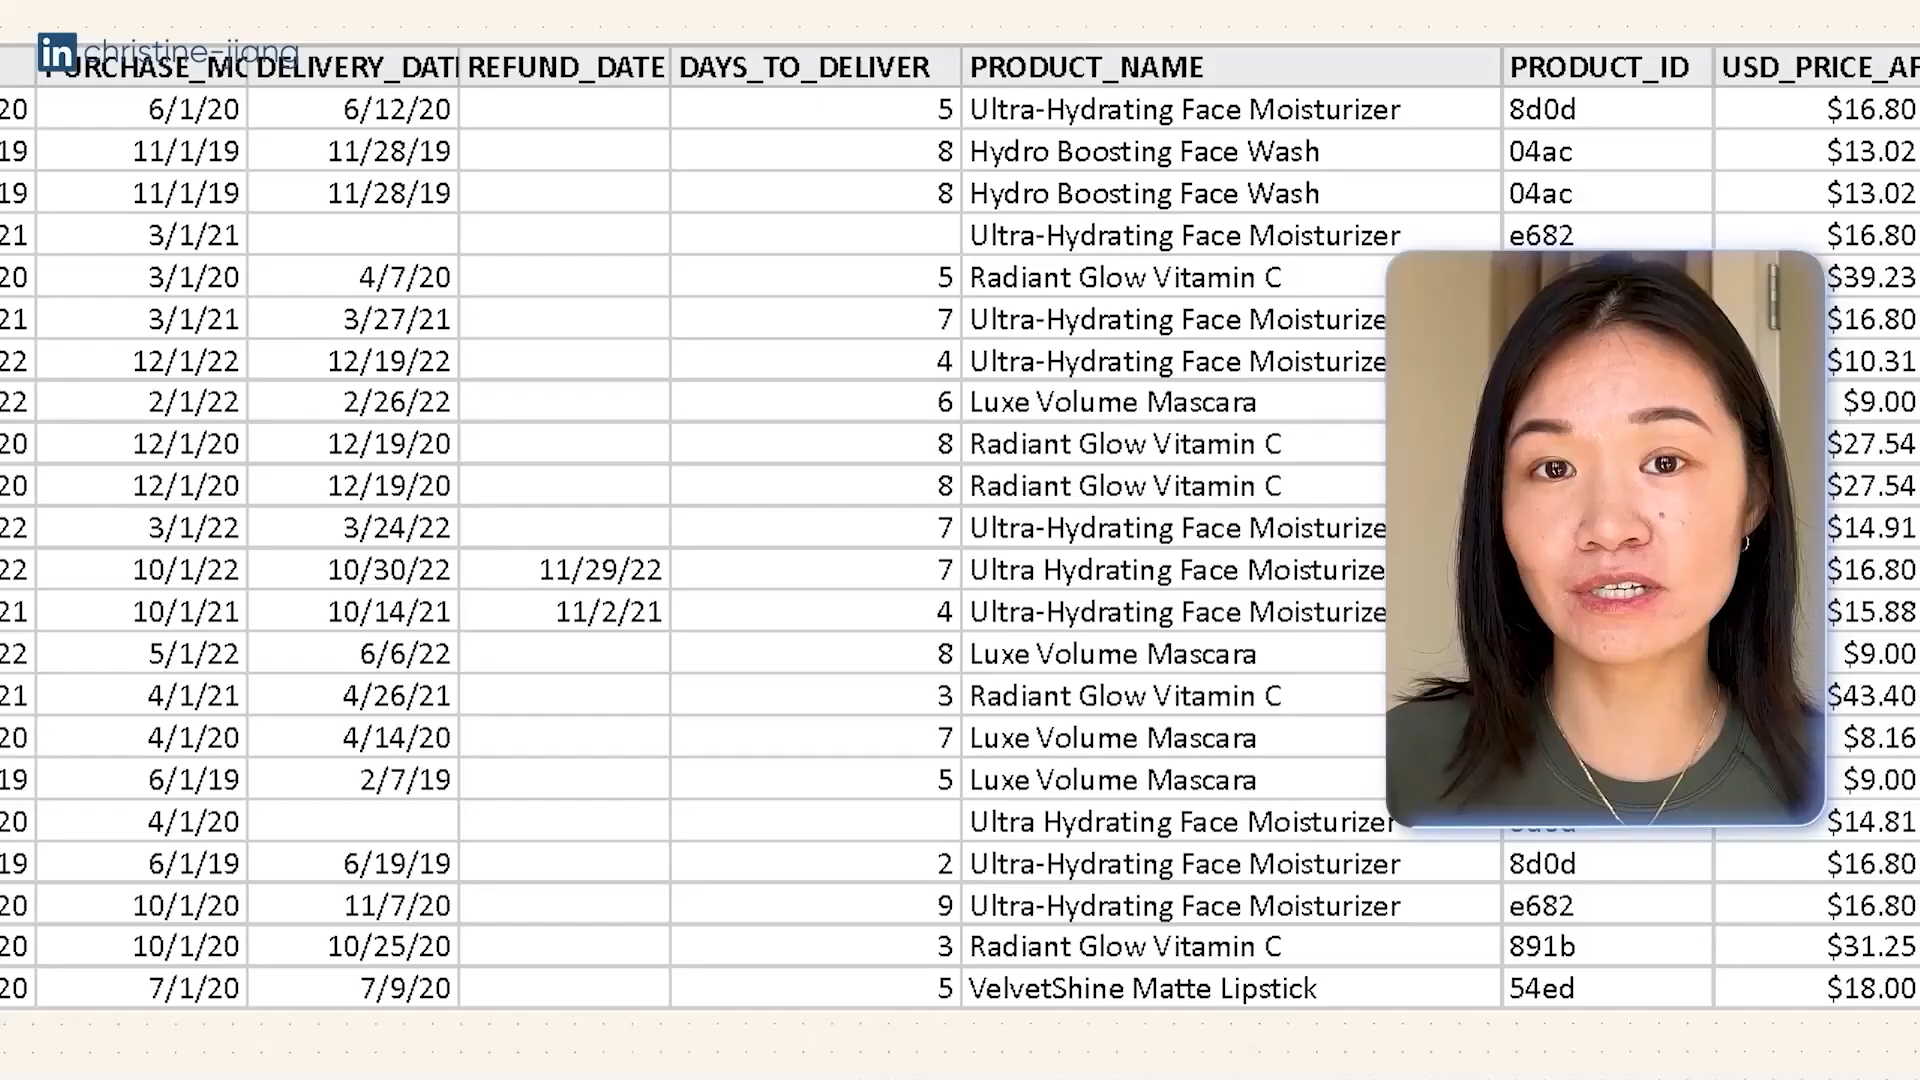 in christine-jiang
PURCHASE_MO DELIVERY_DATE REFUND_DATE DAYS_TO_DELIVER PRODUCT_NAME PRODUCT_ID USD_PRICE_AF
20 6/1/20 6/12/20 5 Ultra-Hydrating Face Moisturizer 8d0d $16.80
19 11/1/19 11/28/19 8 Hydro Boosting Face Wash 04ac $13.02
19 11/1/19 11/28/19 8 Hydro Boosting Face Wash 04ac $13.02
21 3/1/21 Ultra-Hydrating Face Moisturizer e682 $16.80
20 3/1/20 4/7/20 5 Radiant Glow Vitamin C $39.23
21 3/1/21 3/27/21 7 Ultra-Hydrating Face Moisturize $16.80
22 12/1/22 12/19/22 4 Ultra-Hydrating Face Moisturize $10.31
22 2/1/22 2/26/22 6 Luxe Volume Mascara $9.00
20 12/1/20 12/19/20 8 Radiant Glow Vitamin C $27.54
20 12/1/20 12/19/20 8 Radiant Glow Vitamin C $27.54
22 3/1/22 3/24/22 7 Ultra-Hydrating Face Moisturize $14.91
22 10/1/22 10/30/22 11/29/22 7 Ultra Hydrating Face Moisturize $16.80
21 10/1/21 10/14/21 11/2/21 4 Ultra-Hydrating Face Moisturize $15.88
22 5/1/22 6/6/22 8 Luxe Volume Mascara $9.00
21 4/1/21 4/26/21 3 Radiant Glow Vitamin C $43.40
20 4/1/20 4/14/20 7 Luxe Volume Mascara $8.16
19 6/1/19 2/7/19 5 Luxe Volume Mascara $9.00
20 4/1/20 Ultra Hydrating Face Moisturizer $14.81
19 6/1/19 6/19/19 2 Ultra-Hydrating Face Moisturizer 8d0d $16.80
20 10/1/20 11/7/20 9 Ultra-Hydrating Face Moisturizer e682 $16.80
20 10/1/20 10/25/20 3 Radiant Glow Vitamin C 891b $31.25
20 7/1/20 7/9/20 5 VelvetShine Matte Lipstick 54ed $18.00